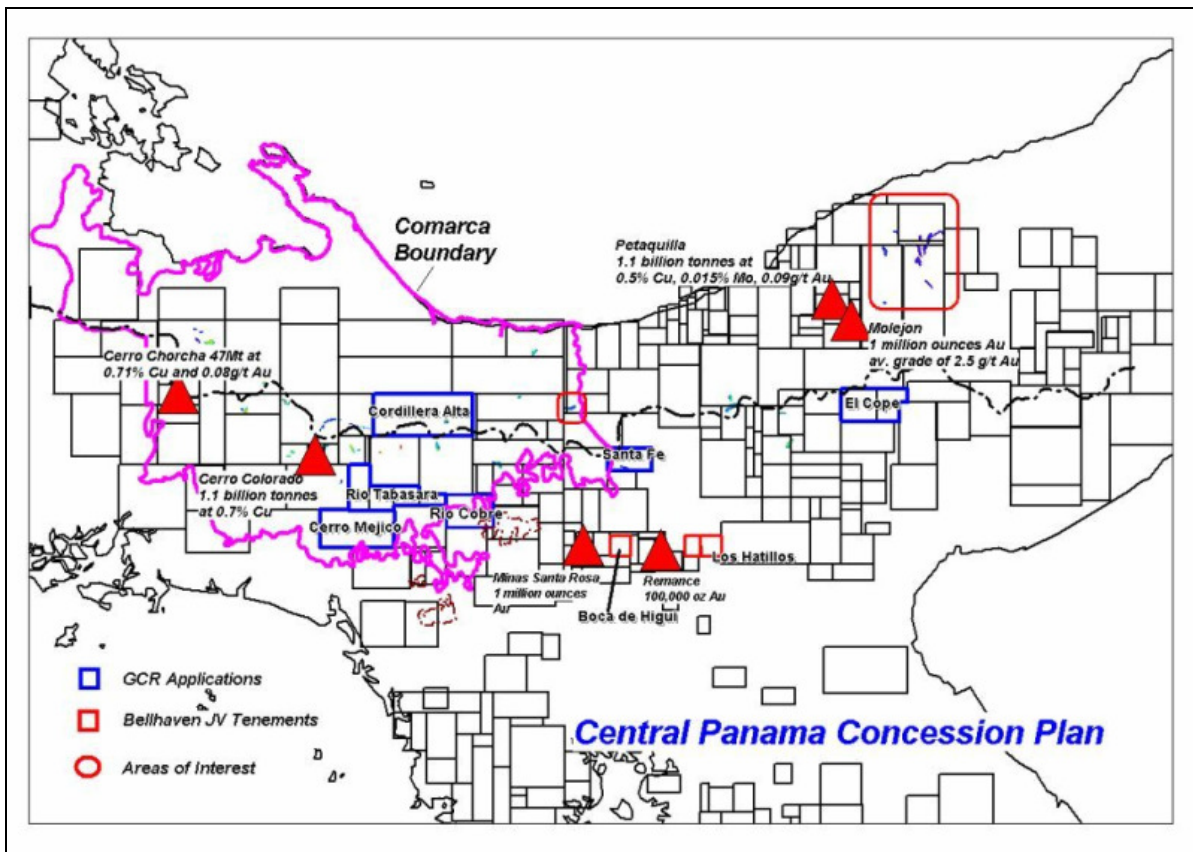 Comarca
Boundary
Petaquilla
1.1 billion tonnes at
0.5% Cu, 0.015% Mo, 0.09g/t Au
Molejon
1 million ounces Au
av. grade of 2.5 g/t Au
Cerro Chorcha 47Mt at
0.71% Cu and 0.08g/t Au
El Cope
Cordillera Alta
Santa Fe
Cerro Colorado
1.1 billion tonnes
at 0.7% Cu
Rio Tabasara
Rio Cobre
Cerro Mejico
Los Hatillos
Minas Santa Rosa
1 million ounces
Au
Remance
100,000 oz Au
Boca de Higui
GCR Applications
Bellhaven JV Tenements
Areas of Interest
Central Panama Concession Plan